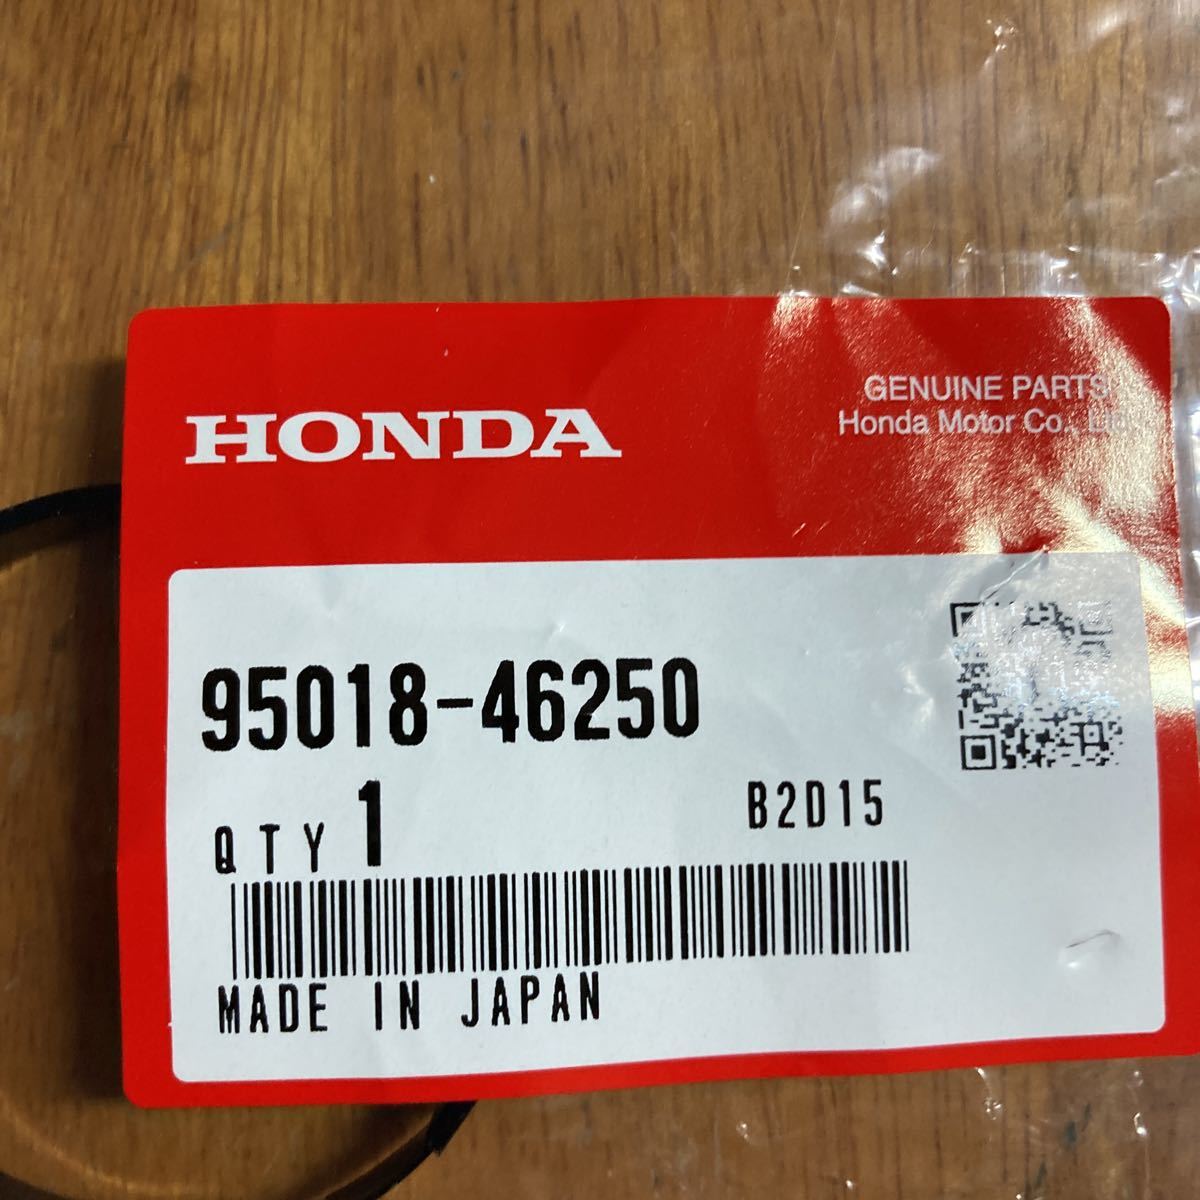 HONDA
GENUINE PARTS
Honda Motor Co., Ltd.
95018-46250
QTY 1
B2D15
MADE IN JAPAN